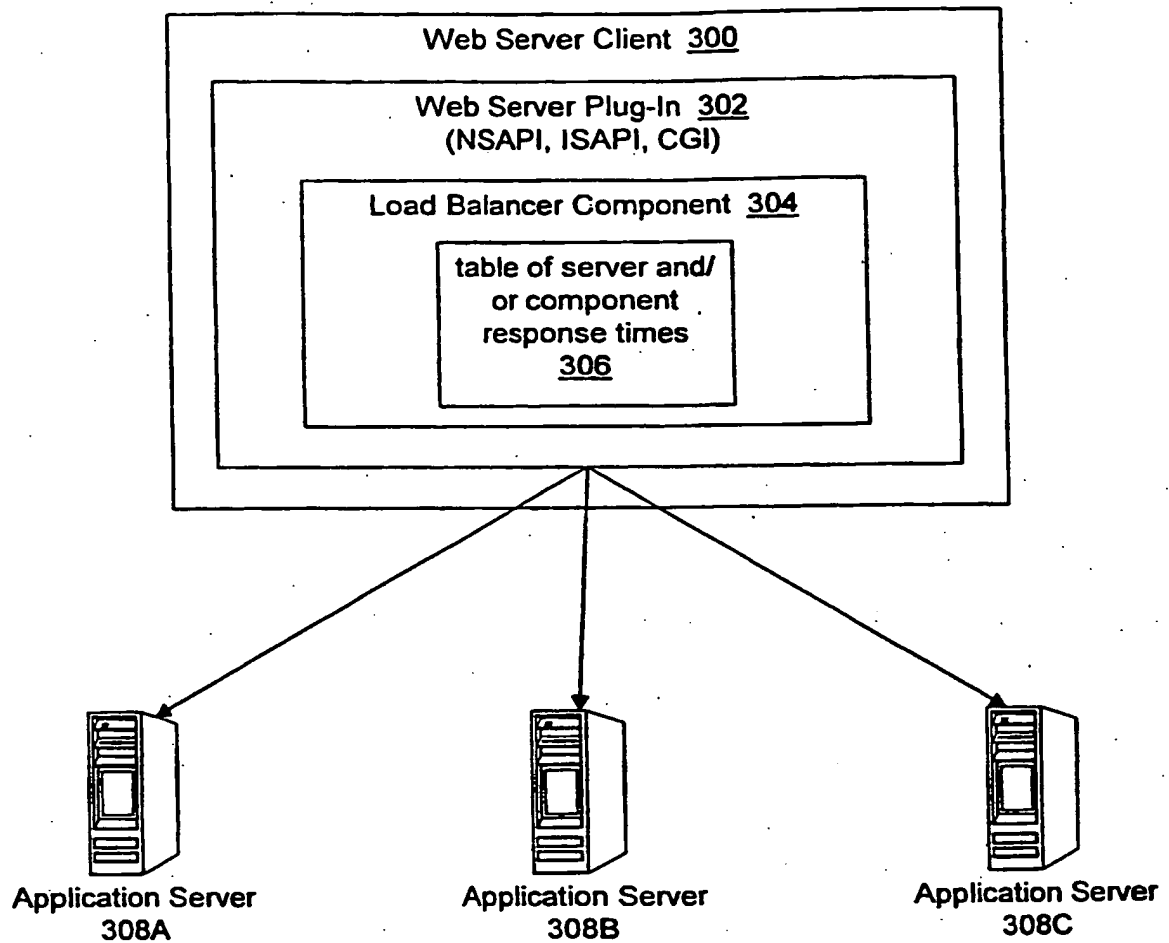 Web Server Client 300
Web Server Plug-In 302
(NSAPI, ISAPI, CGI)
Load Balancer Component 304
table of server and/
or component
response times
306
Application Server
308A
Application Server
308B
Application Server
308C